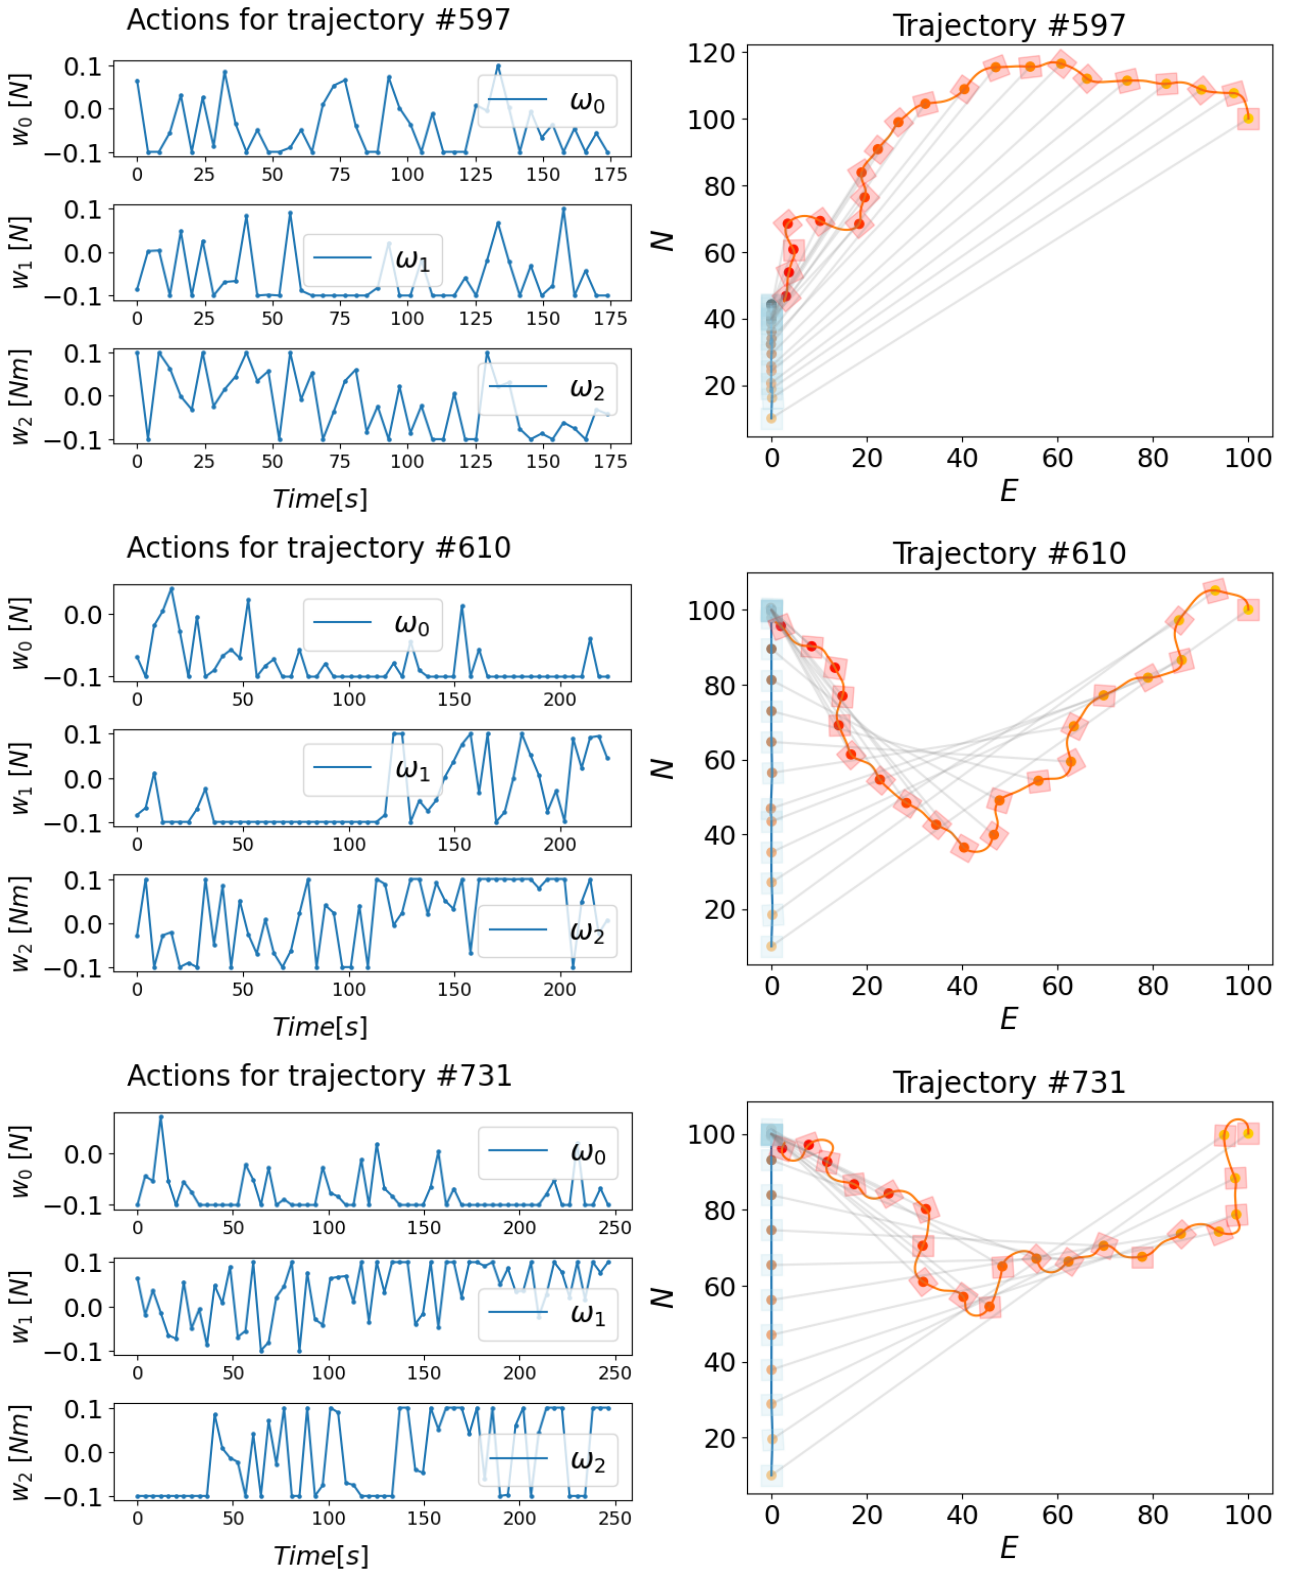 Actions for trajectory #597
w0 [N]
0.1
0.0
−0.1
ω0
0 25 50 75 100 125 150 175
w1 [N]
0.1
0.0
−0.1
ω1
0 25 50 75 100 125 150 175
w2 [Nm]
0.1
0.0
−0.1
ω2
0 25 50 75 100 125 150 175
Time[s]
Trajectory #597
N
120
100
80
60
40
20
0 20 40 60 80 100
E
Actions for trajectory #610
w0 [N]
0.0
−0.1
ω0
0 50 100 150 200
w1 [N]
0.1
0.0
−0.1
ω1
0 50 100 150 200
w2 [Nm]
0.1
0.0
−0.1
ω2
0 50 100 150 200
Time[s]
Trajectory #610
N
100
80
60
40
20
0 20 40 60 80 100
E
Actions for trajectory #731
w0 [N]
0.0
−0.1
ω0
0 50 100 150 200 250
w1 [N]
0.1
0.0
−0.1
ω1
0 50 100 150 200 250
w2 [Nm]
0.1
0.0
−0.1
ω2
0 50 100 150 200 250
Time[s]
Trajectory #731
N
100
80
60
40
20
0 20 40 60 80 100
E